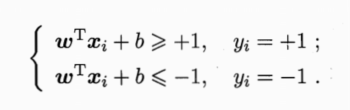 wᵀxᵢ + b ⩾ +1, yᵢ = +1 ;
wᵀxᵢ + b ⩽ −1, yᵢ = −1 .